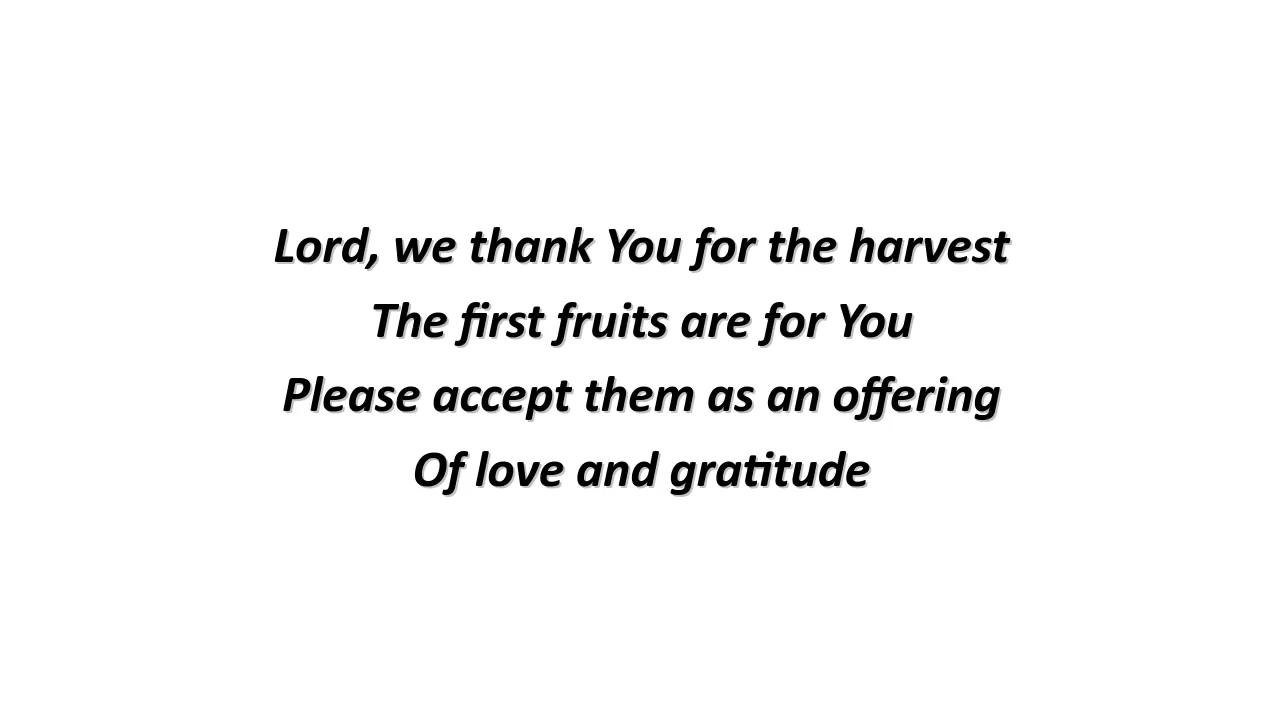 Lord, we thank You for the harvest
The first fruits are for You
Please accept them as an offering
Of love and gratitude